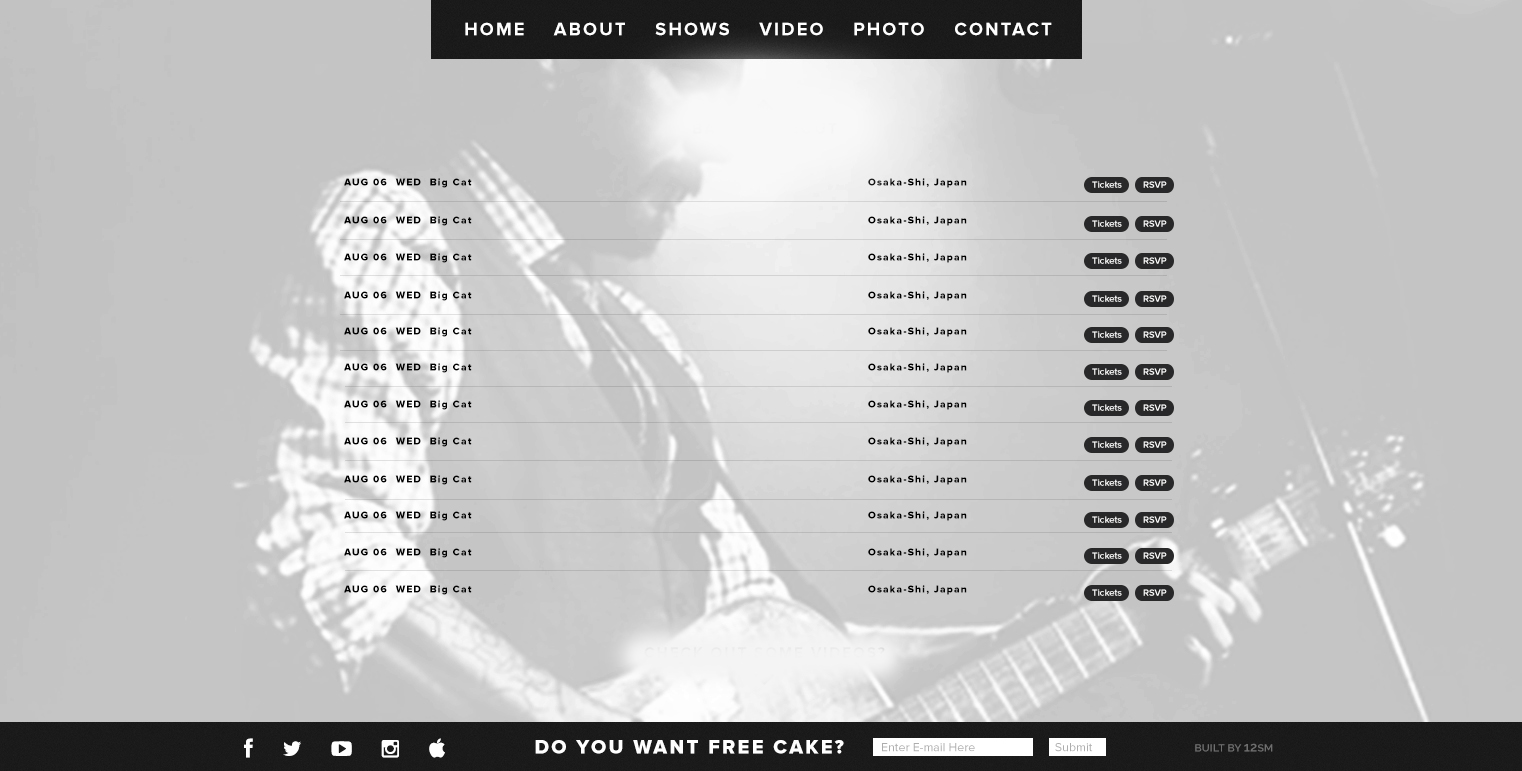 HOME ABOUT SHOWS VIDEO PHOTO CONTACT
AUG 06 WED Big Cat Osaka-Shi, Japan Tickets RSVP
AUG 06 WED Big Cat Osaka-Shi, Japan Tickets RSVP
AUG 06 WED Big Cat Osaka-Shi, Japan Tickets RSVP
AUG 06 WED Big Cat Osaka-Shi, Japan Tickets RSVP
AUG 06 WED Big Cat Osaka-Shi, Japan Tickets RSVP
AUG 06 WED Big Cat Osaka-Shi, Japan Tickets RSVP
AUG 06 WED Big Cat Osaka-Shi, Japan Tickets RSVP
AUG 06 WED Big Cat Osaka-Shi, Japan Tickets RSVP
AUG 06 WED Big Cat Osaka-Shi, Japan Tickets RSVP
AUG 06 WED Big Cat Osaka-Shi, Japan Tickets RSVP
AUG 06 WED Big Cat Osaka-Shi, Japan Tickets RSVP
AUG 06 WED Big Cat Osaka-Shi, Japan Tickets RSVP
CHECK OUT SOME VIDEOS?
DO YOU WANT FREE CAKE? Enter E-mail Here Submit BUILT BY 12SM